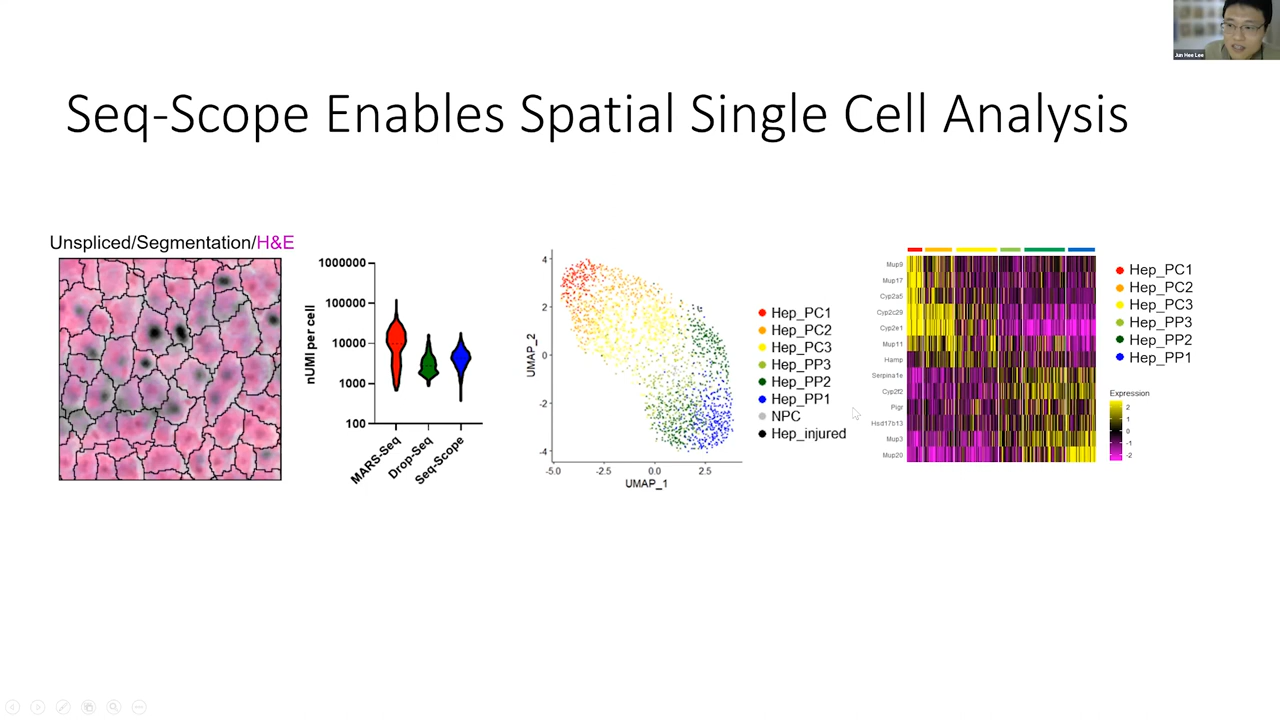 Jun Hee Lee
Seq-Scope Enables Spatial Single Cell Analysis
Unspliced/Segmentation/H&E
nUMI per cell
1000000
100000
10000
1000
100
MARS-Seq
Drop-Seq
Seq-Scope
UMAP_2
4
2
0
-2
-4
-5.0
-2.5
0.0
2.5
UMAP_1
Hep_PC1
Hep_PC2
Hep_PC3
Hep_PP3
Hep_PP2
Hep_PP1
NPC
Hep_injured
Mup9
Mup17
Cyp2a5
Cyp2c29
Cyp2e1
Mup11
Hamp
Serpina1e
Cyp2f2
Pigr
Hsd17b13
Mup3
Mup20
Hep_PC1
Hep_PC2
Hep_PC3
Hep_PP3
Hep_PP2
Hep_PP1
Expression
2
1
0
-1
-2